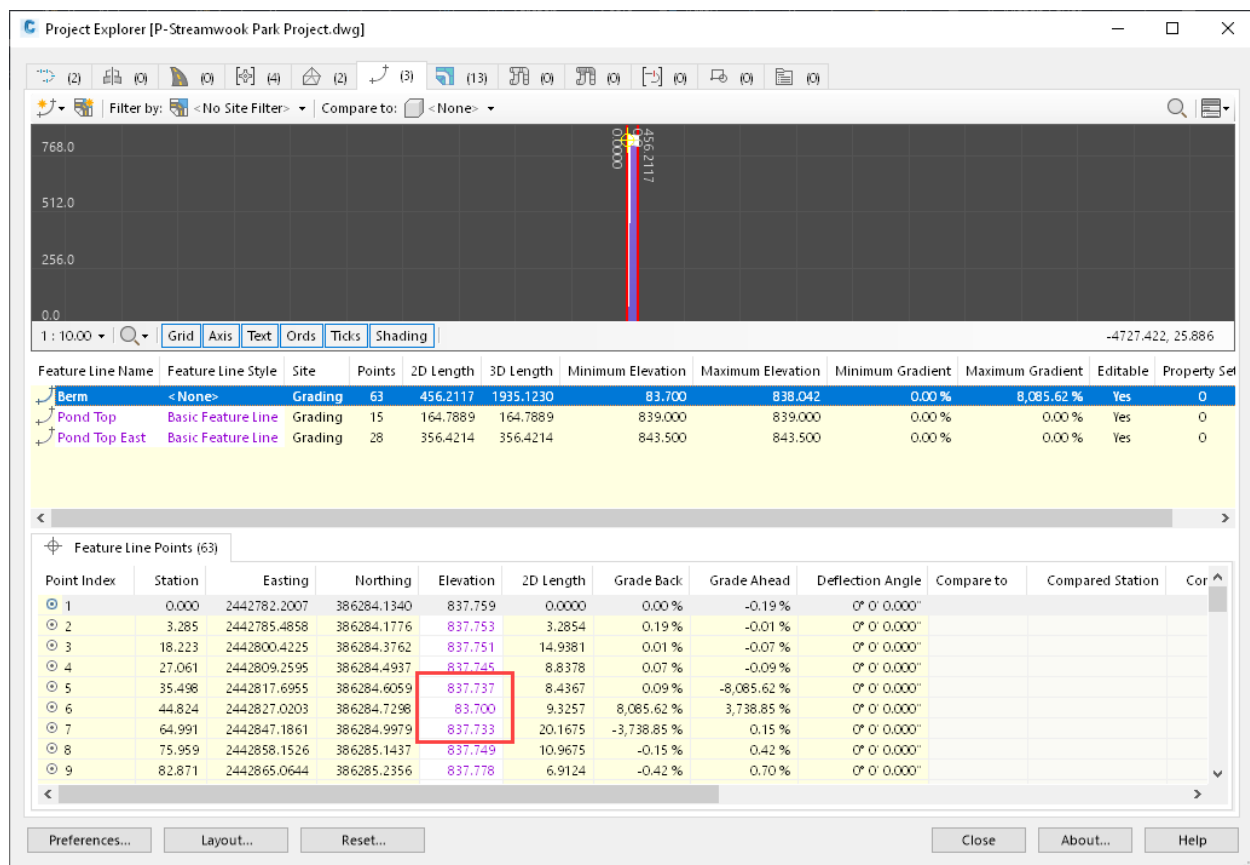 Project Explorer [P-Streamwook Park Project.dwg]
(2) (0) (0) (4) (2) (3) (13) (0) (0) (0) (0) (0)
Filter by: <No Site Filter> Compare to: <None>
768.0
512.0
256.0
0.0
0.0000
456.2117
1 : 10.00 Grid Axis Text Ords Ticks Shading -4727.422, 25.886
Feature Line Name Feature Line Style Site Points 2D Length 3D Length Minimum Elevation Maximum Elevation Minimum Gradient Maximum Gradient Editable Property Set
Berm <None> Grading 63 456.2117 1935.1230 83.700 838.042 0.00 % 8,085.62 % Yes 0
Pond Top Basic Feature Line Grading 15 164.7889 164.7889 839.000 839.000 0.00 % 0.00 % Yes 0
Pond Top East Basic Feature Line Grading 28 356.4214 356.4214 843.500 843.500 0.00 % 0.00 % Yes 0
Feature Line Points (63)
Point Index Station Easting Northing Elevation 2D Length Grade Back Grade Ahead Deflection Angle Compare to Compared Station Cor
1 0.000 2442782.2007 386284.1340 837.759 0.0000 0.00 % -0.19 % 0° 0' 0.000"
2 3.285 2442785.4858 386284.1776 837.753 3.2854 0.19 % -0.01 % 0° 0' 0.000"
3 18.223 2442800.4225 386284.3762 837.751 14.9381 0.01 % -0.07 % 0° 0' 0.000"
4 27.061 2442809.2595 386284.4937 837.745 8.8378 0.07 % -0.09 % 0° 0' 0.000"
5 35.498 2442817.6955 386284.6059 837.737 8.4367 0.09 % -8,085.62 % 0° 0' 0.000"
6 44.824 2442827.0203 386284.7298 83.700 9.3257 8,085.62 % 3,738.85 % 0° 0' 0.000"
7 64.991 2442847.1861 386284.9979 837.733 20.1675 -3,738.85 % 0.15 % 0° 0' 0.000"
8 75.959 2442858.1526 386285.1437 837.749 10.9675 -0.15 % 0.42 % 0° 0' 0.000"
9 82.871 2442865.0644 386285.2356 837.778 6.9124 -0.42 % 0.70 % 0° 0' 0.000"
Preferences... Layout... Reset... Close About... Help